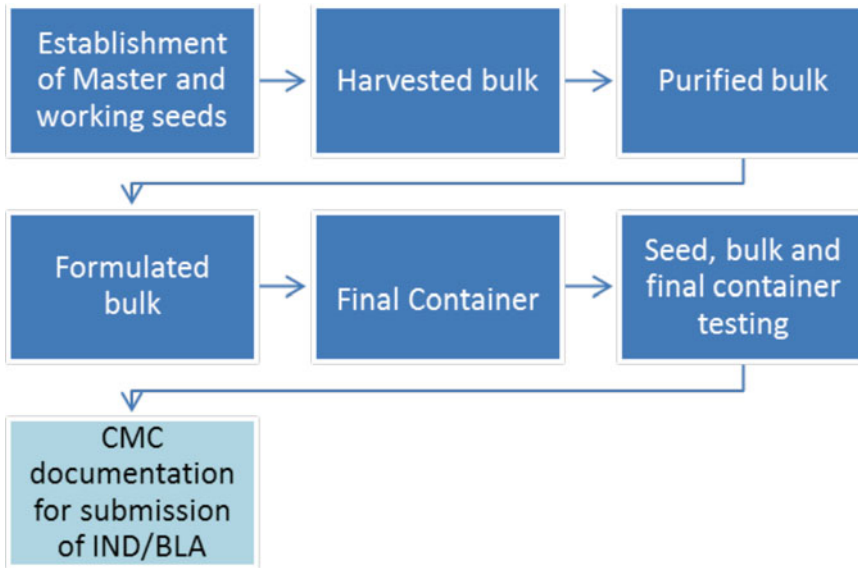 Establishment
of Master and
working seeds
Harvested bulk
Purified bulk
Formulated
bulk
Final Container
Seed, bulk and
final container
testing
CMC
documentation
for submission
of IND/BLA